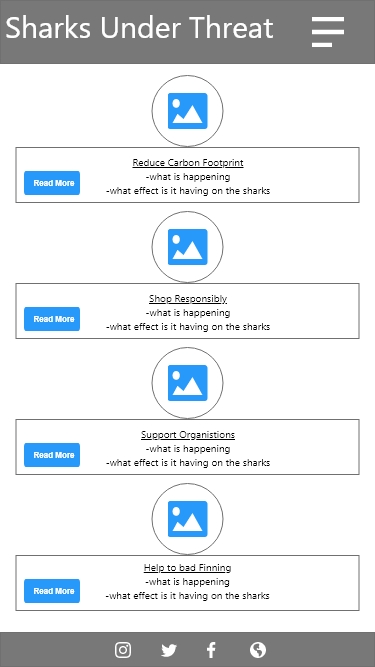 Sharks Under Threat
Reduce Carbon Footprint
-what is happening
-what effect is it having on the sharks
Read More
Shop Responsibly
-what is happening
-what effect is it having on the sharks
Read More
Support Organistions
-what is happening
-what effect is it having on the sharks
Read More
Help to bad Finning
-what is happening
-what effect is it having on the sharks
Read More